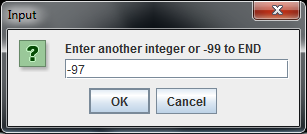 Input
Enter another integer or -99 to END
-97
OK Cancel